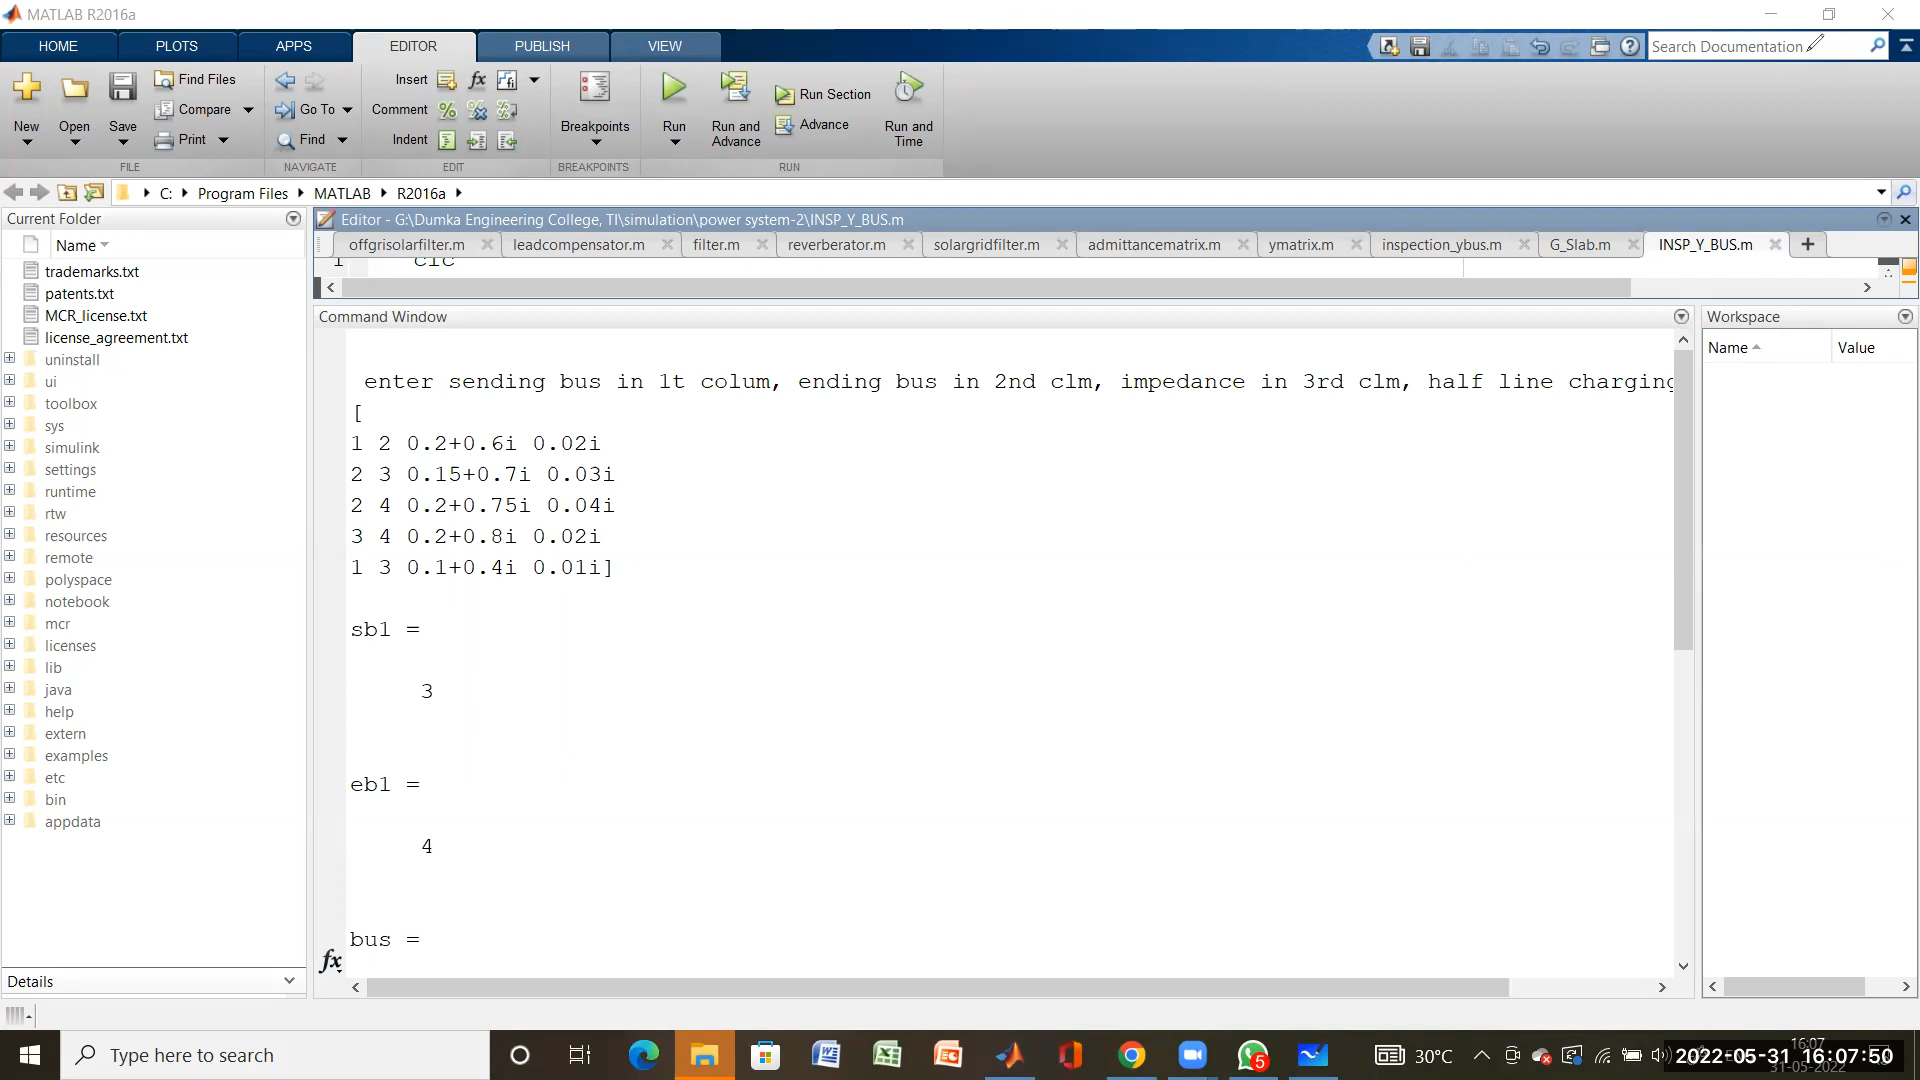 MATLAB R2016a
HOME PLOTS APPS EDITOR PUBLISH VIEW
Search Documentation
New Open Save
Find Files
Compare
Print
Go To
Find
Insert
Comment
Indent
Breakpoints
Run
Run and Advance
Run Section
Advance
Run and Time
FILE NAVIGATE EDIT BREAKPOINTS RUN
C: Program Files MATLAB R2016a
Current Folder
Name
trademarks.txt
patents.txt
MCR_license.txt
license_agreement.txt
uninstall
ui
toolbox
sys
simulink
settings
runtime
rtw
resources
remote
polyspace
notebook
mcr
licenses
lib
java
help
extern
examples
etc
bin
appdata
Details
Editor - G:\Dumka Engineering College, TI\simulation\power system-2\INSP_Y_BUS.m
offgrisolarfilter.m leadcompensator.m filter.m reverberator.m solargridfilter.m admittancematrix.m ymatrix.m inspection_ybus.m G_Slab.m INSP_Y_BUS.m
1 clc
Command Window
enter sending bus in 1t colum, ending bus in 2nd clm, impedance in 3rd clm, half line charging
[
1 2 0.2+0.6i 0.02i
2 3 0.15+0.7i 0.03i
2 4 0.2+0.75i 0.04i
3 4 0.2+0.8i 0.02i
1 3 0.1+0.4i 0.01i]
sb1 =
3
eb1 =
4
bus =
fx
Workspace
Name Value
Type here to search
5
30°C
16:07
31-05-2022
2022-05-31 16:07:50